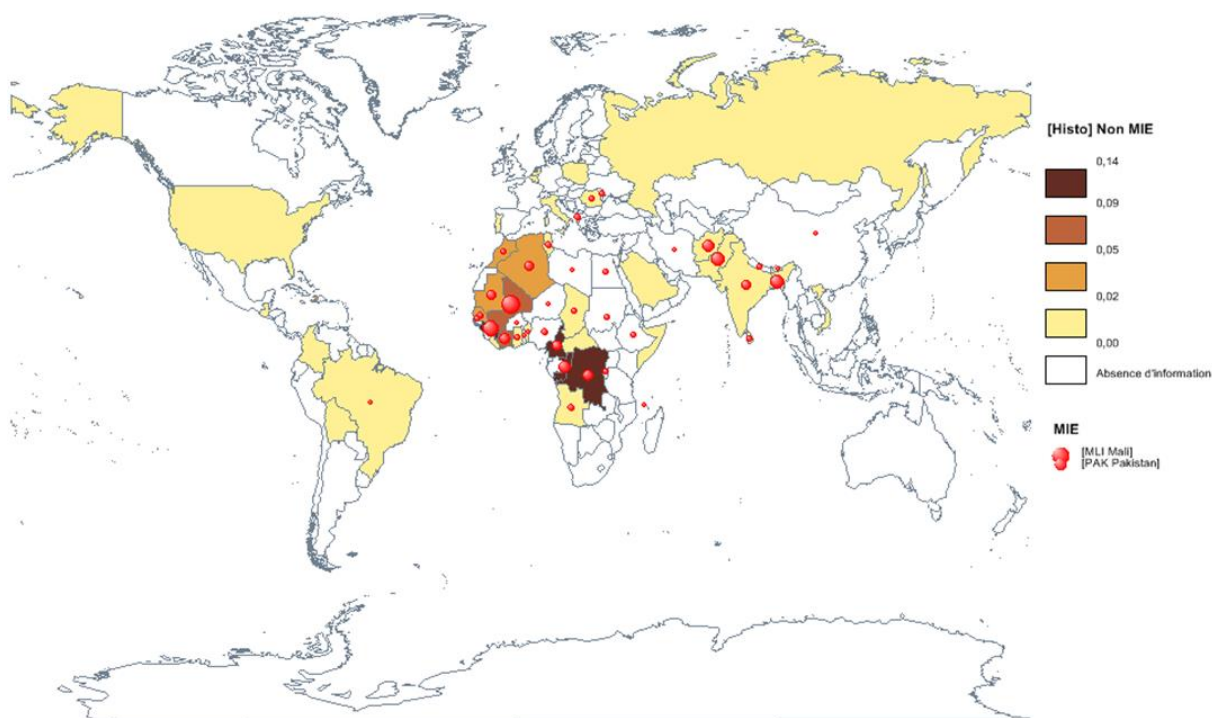 [Histo] Non MIE
0,14
0,09
0,05
0,02
0,00
Absence d'information
MIE
[MLI Mali]
[PAK Pakistan]